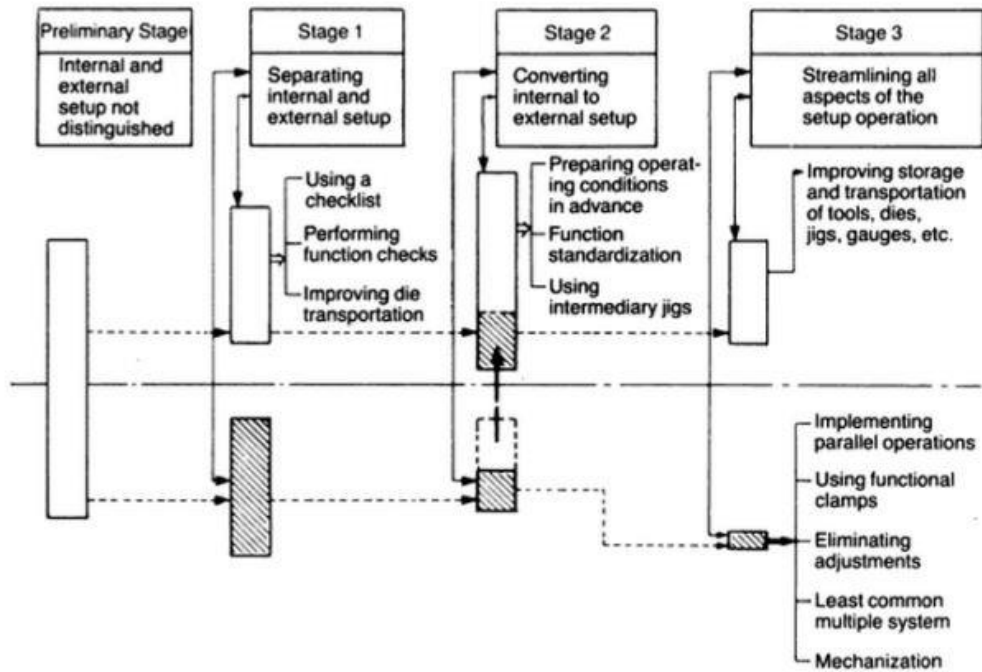 Preliminary Stage
Internal and
external
setup not
distinguished
Stage 1
Separating
internal and
external setup
Using a
checklist
Performing
function checks
Improving die
transportation
Stage 2
Converting
internal to
external setup
Preparing operat-
ing conditions
in advance
Function
standardization
Using
intermediary jigs
Stage 3
Streamlining all
aspects of the
setup operation
Improving storage
and transportation
of tools, dies,
jigs, gauges, etc.
Implementing
parallel operations
Using functional
clamps
Eliminating
adjustments
Least common
multiple system
Mechanization